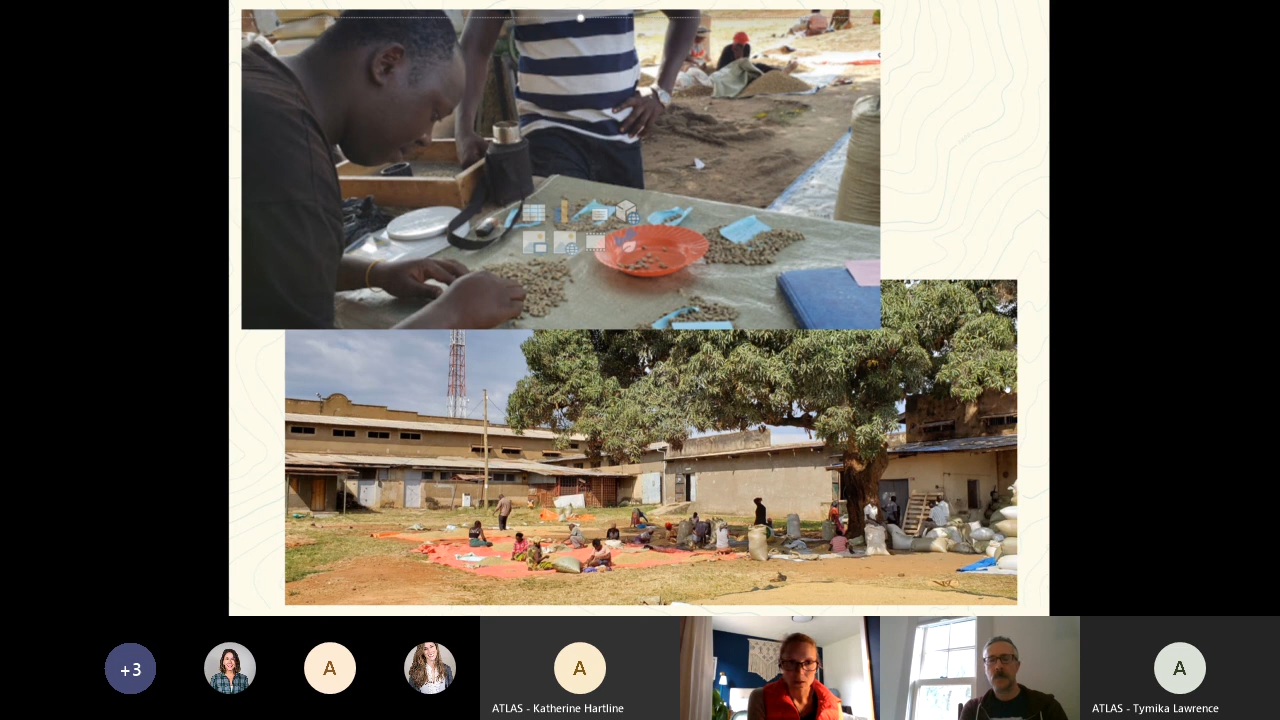 +3
A
A
ATLAS - Katherine Hartline
A
ATLAS - Tymika Lawrence